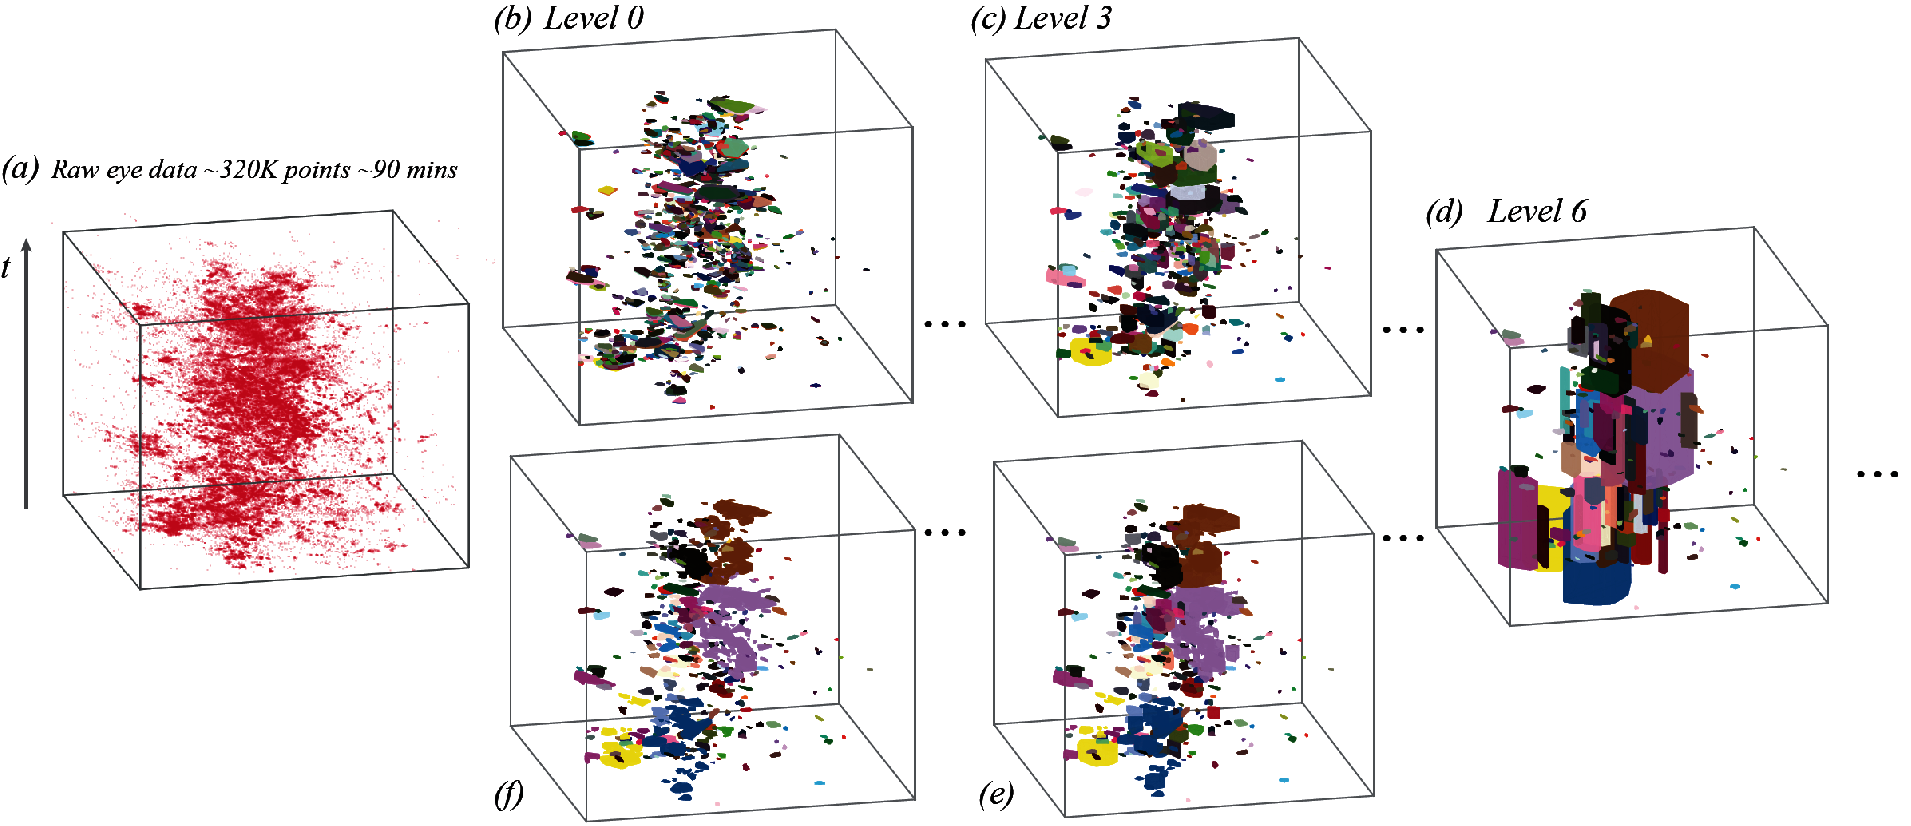 (a) Raw eye data ~320K points ~90 mins
t
(b) Level 0
(c) Level 3
(d) Level 6
(f)
(e)